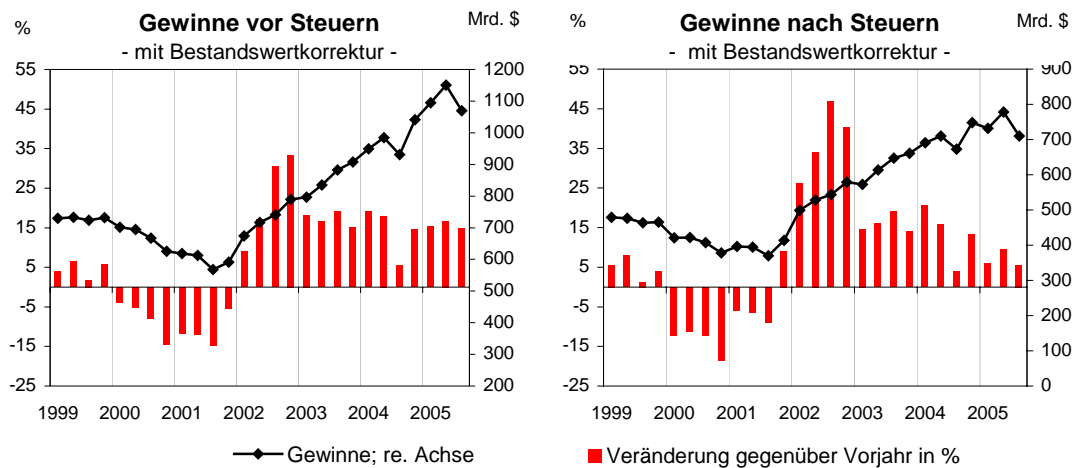 % Gewinne vor Steuern Mrd. $
- mit Bestandswertkorrektur -
55 1200
45 1100
1000
35 900
25 800
15 700
5 600
-5 500
400
-15 300
-25 200
1999 2000 2001 2002 2003 2004 2005
% Gewinne nach Steuern Mrd. $
- mit Bestandswertkorrektur -
55 900
45 800
35 700
600
25 500
15 400
5 300
-5 200
-15 100
-25 0
1999 2000 2001 2002 2003 2004 2005
Gewinne; re. Achse
Veränderung gegenüber Vorjahr in %